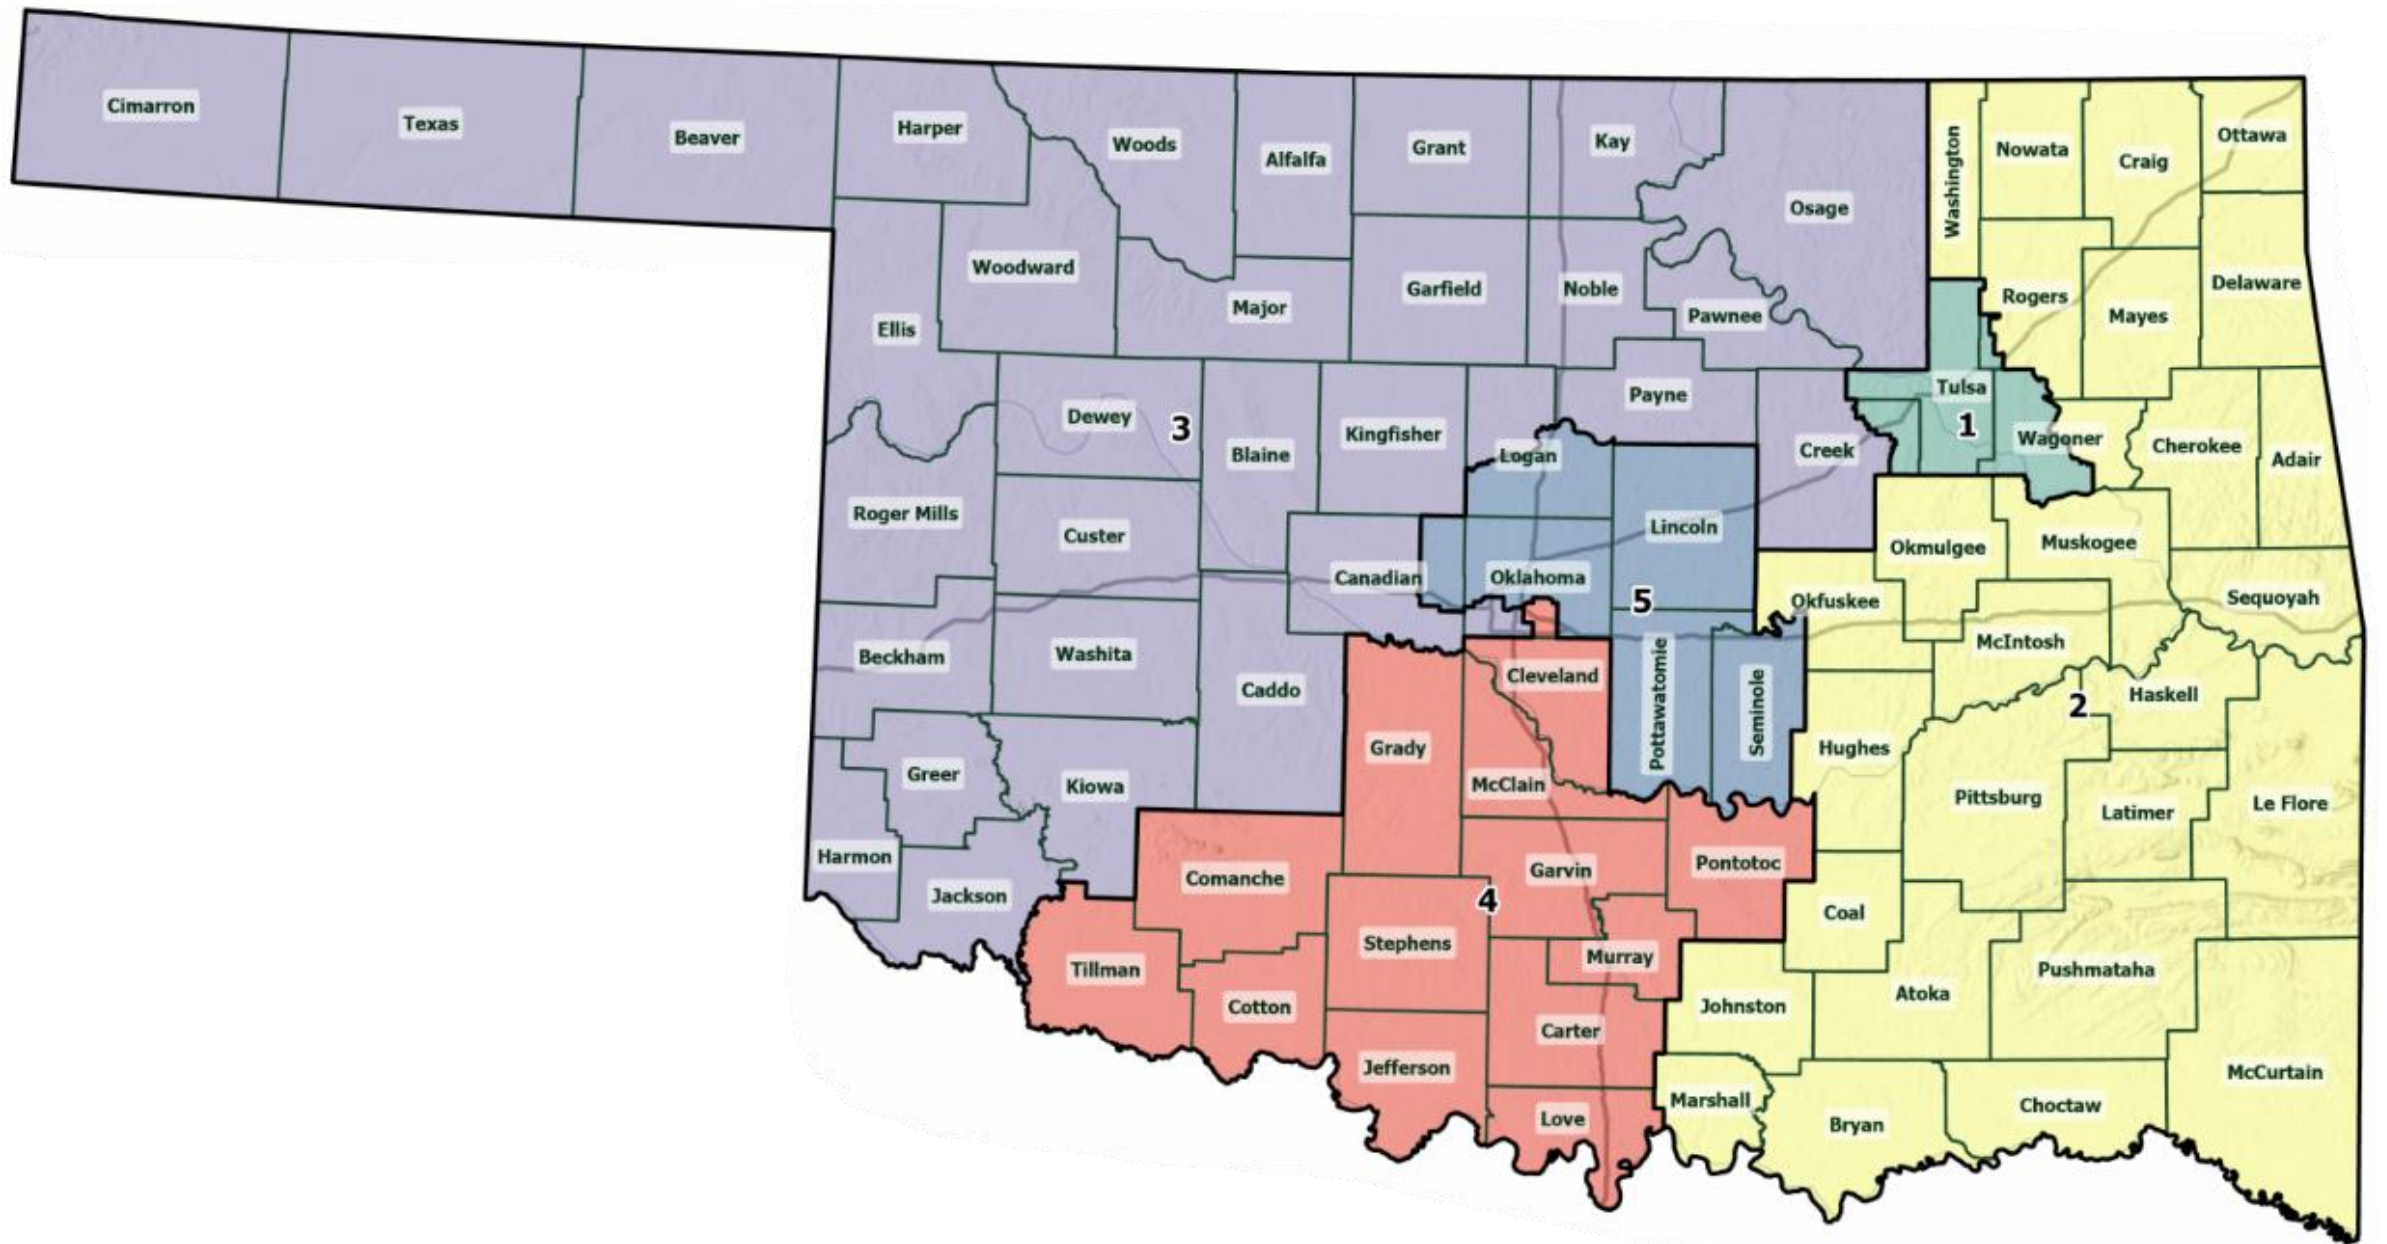 Cimarron
Texas
Beaver
Harper
Woods
Alfalfa
Grant
Kay
Osage
Washington
Nowata
Craig
Ottawa
Woodward
Ellis
Major
Garfield
Noble
Pawnee
Rogers
Mayes
Delaware
Dewey
3
Blaine
Kingfisher
Logan
Payne
Creek
Tulsa
1
Wagoner
Cherokee
Adair
Roger Mills
Custer
Canadian
Oklahoma
Lincoln
5
Okmulgee
Muskogee
Okfuskee
Sequoyah
Beckham
Washita
Caddo
Grady
Cleveland
McClain
Pottawatomie
Seminole
McIntosh
2
Haskell
Hughes
Greer
Kiowa
Pittsburg
Latimer
Le Flore
Harmon
Jackson
Comanche
Garvin
4
Pontotoc
Coal
Tillman
Cotton
Stephens
Murray
Johnston
Atoka
Pushmataha
Jefferson
Carter
Love
Marshall
Bryan
Choctaw
McCurtain